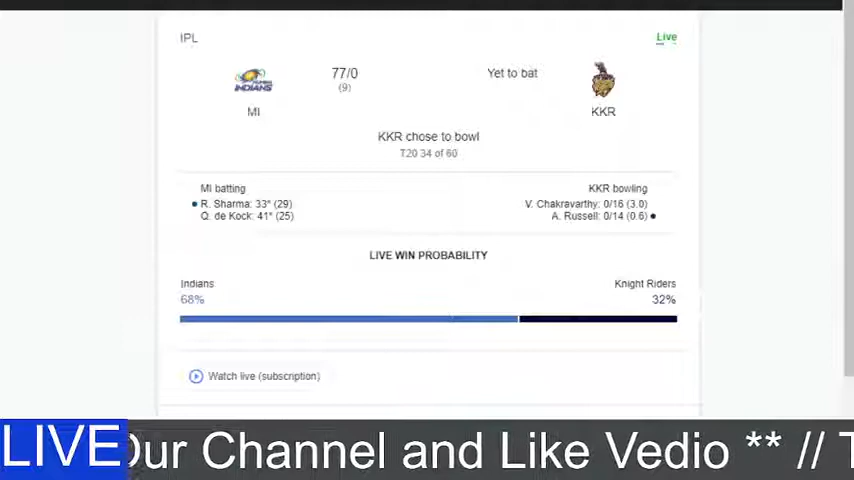 IPL
Live
INDIANS
77/0
(9)
Yet to bat
MI
KKR
KKR chose to bowl
T20 34 of 60
MI batting
KKR bowling
R. Sharma: 33* (29)
V. Chakravarthy: 0/16 (3.0)
Q. de Kock: 41* (25)
A. Russell: 0/14 (0.6)
LIVE WIN PROBABILITY
Indians
Knight Riders
68%
32%
Watch live (subscription)
LIVE
Our Channel and Like Vedio ** // T